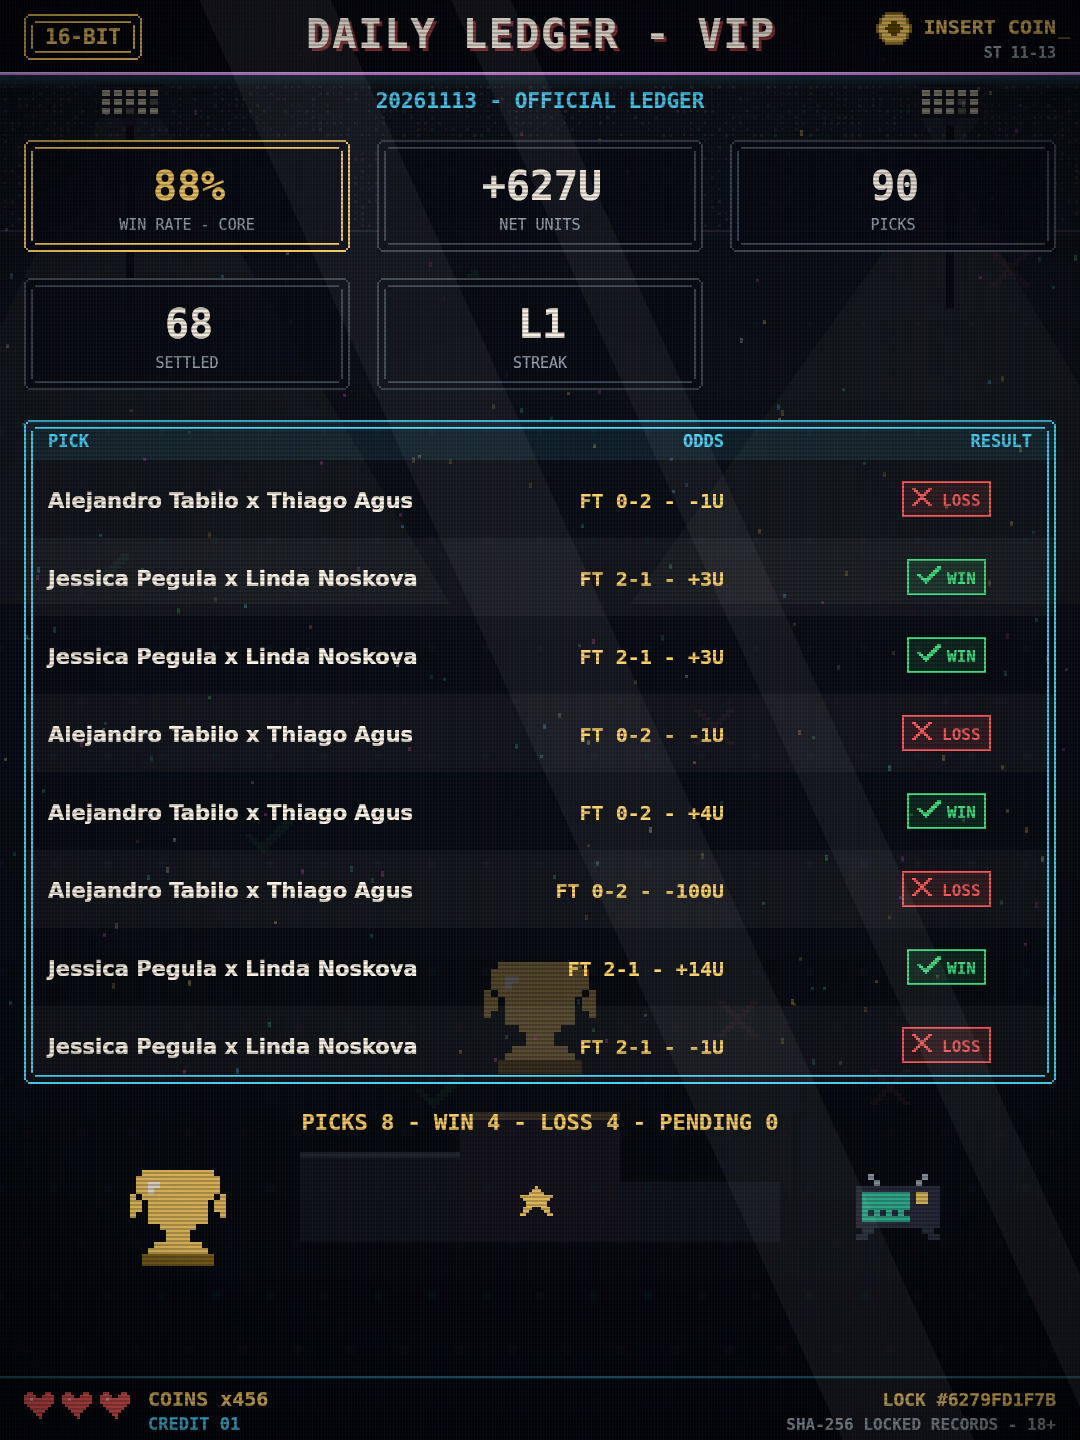 16-BIT
DAILY LEDGER - VIP
INSERT COIN_
ST 11-13
20261113 - OFFICIAL LEDGER
88%
WIN RATE - CORE
+627U
NET UNITS
90
PICKS
68
SETTLED
L1
STREAK
PICK ODDS RESULT
Alejandro Tabilo x Thiago Agus FT 0-2 - -1U LOSS
Jessica Pegula x Linda Noskova FT 2-1 - +3U WIN
Jessica Pegula x Linda Noskova FT 2-1 - +3U WIN
Alejandro Tabilo x Thiago Agus FT 0-2 - -1U LOSS
Alejandro Tabilo x Thiago Agus FT 0-2 - +4U WIN
Alejandro Tabilo x Thiago Agus FT 0-2 - -100U LOSS
Jessica Pegula x Linda Noskova FT 2-1 - +14U WIN
Jessica Pegula x Linda Noskova FT 2-1 - -1U LOSS
PICKS 8 - WIN 4 - LOSS 4 - PENDING 0
COINS x456
CREDIT 01
LOCK #6279FD1F7B
SHA-256 LOCKED RECORDS - 18+